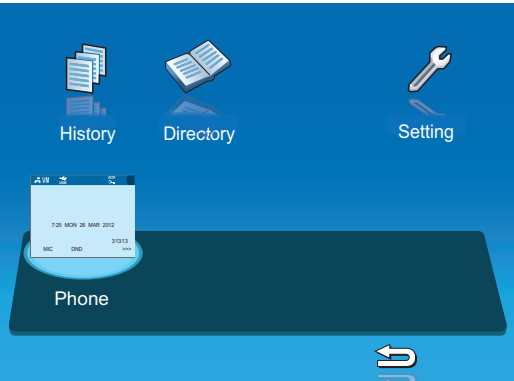 History Directory Setting
VM
7:25 MON 26 MAR 2012
31313
MIC DND >>>
Phone